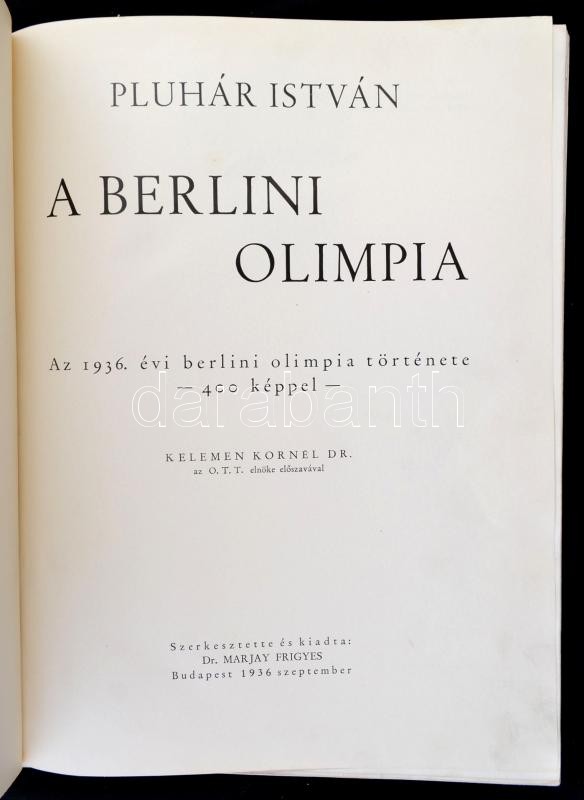 PLUHÁR ISTVÁN
A BERLINI
OLIMPIA
Az 1936. évi berlini olimpia története
— 400 képpel —
darabanth
KELEMEN KORNÉL DR.
az O. T. T. elnöke előszavával
Szerkesztette és kiadta:
Dr. MARJAY FRIGYES
Budapest 1936 szeptember